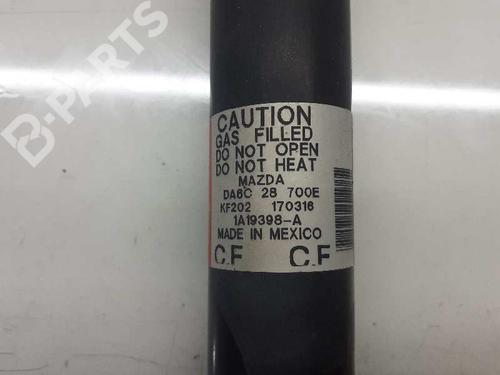 B-PARTS
CAUTION
GAS FILLED
DO NOT OPEN
DO NOT HEAT
MAZDA
DA6C 28 700E
KF202 170316
1A19398-A
MADE IN MEXICO
C.F C.F